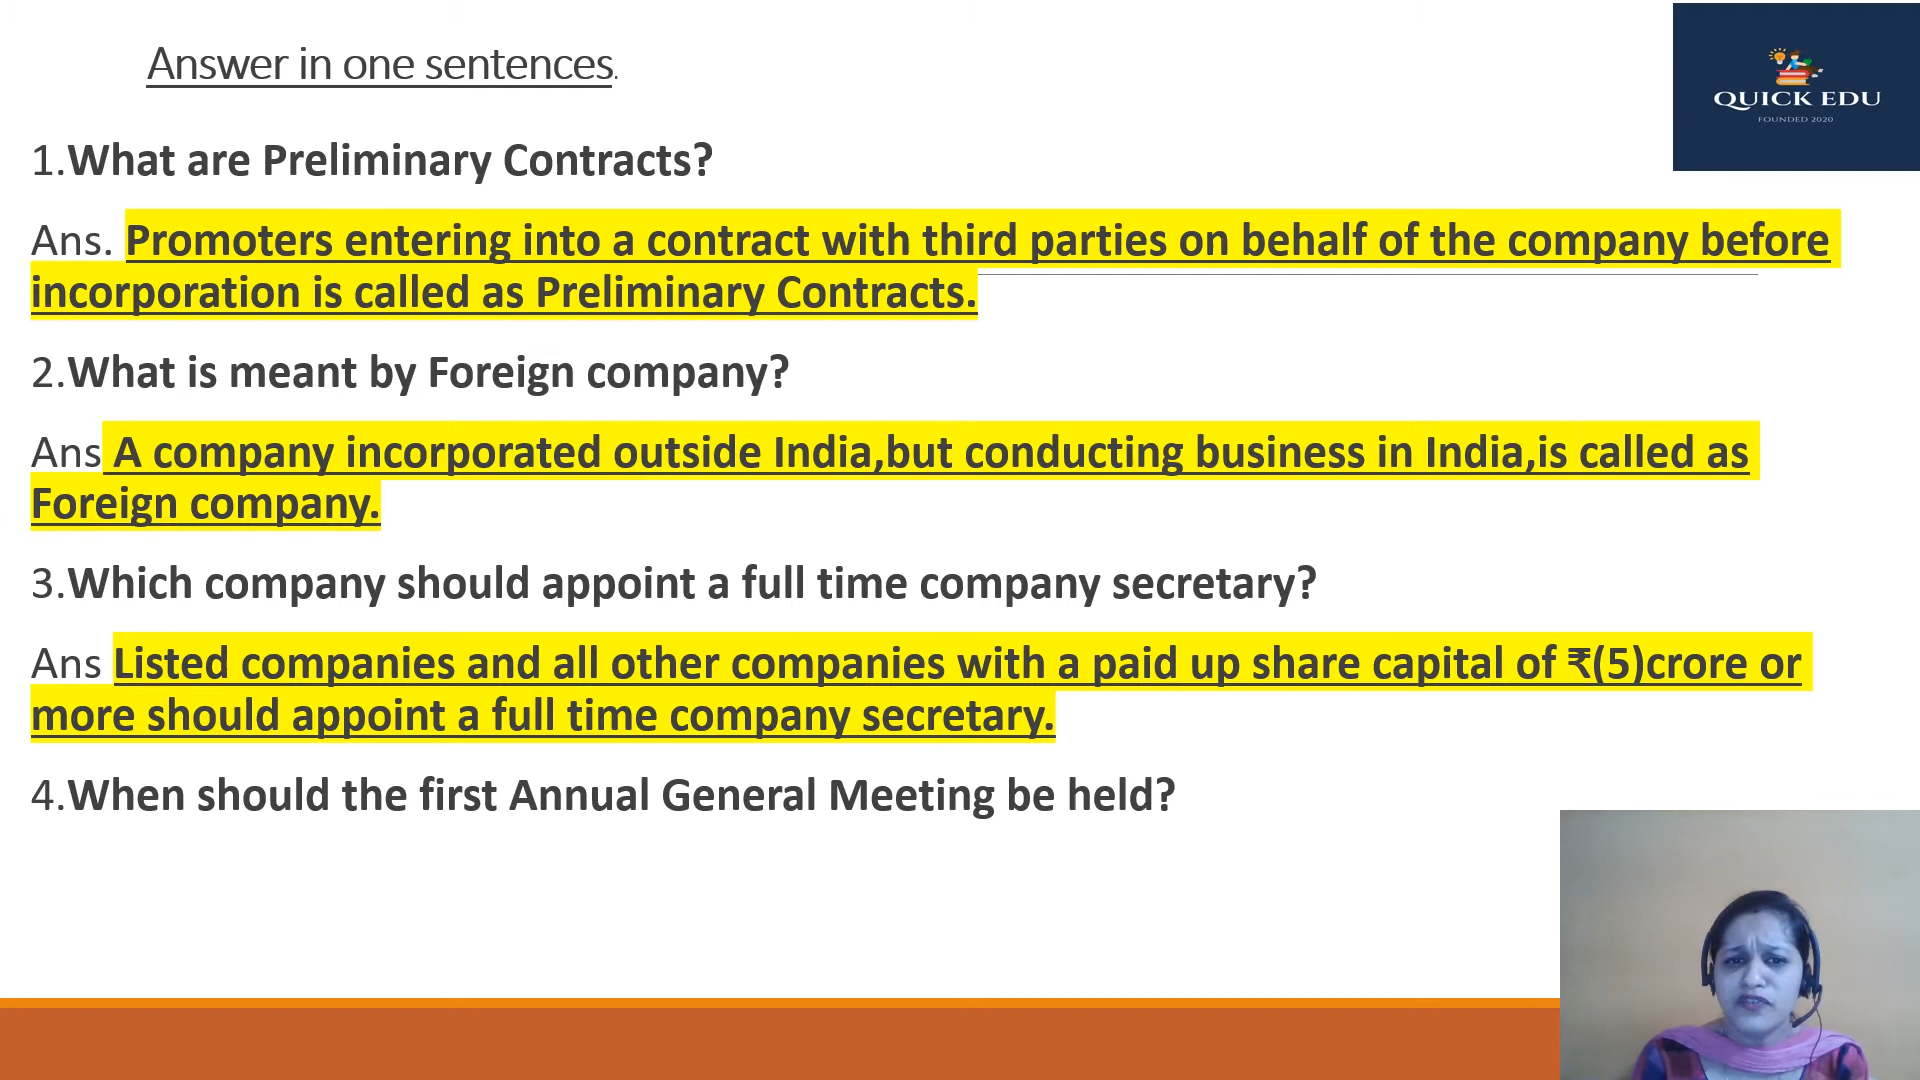 Answer in one sentences.
QUICK EDU
FOUNDED 2020
1.What are Preliminary Contracts?
Ans. Promoters entering into a contract with third parties on behalf of the company before
incorporation is called as Preliminary Contracts.
2.What is meant by Foreign company?
Ans A company incorporated outside India,but conducting business in India,is called as
Foreign company.
3.Which company should appoint a full time company secretary?
Ans Listed companies and all other companies with a paid up share capital of ₹(5)crore or
more should appoint a full time company secretary.
4.When should the first Annual General Meeting be held?